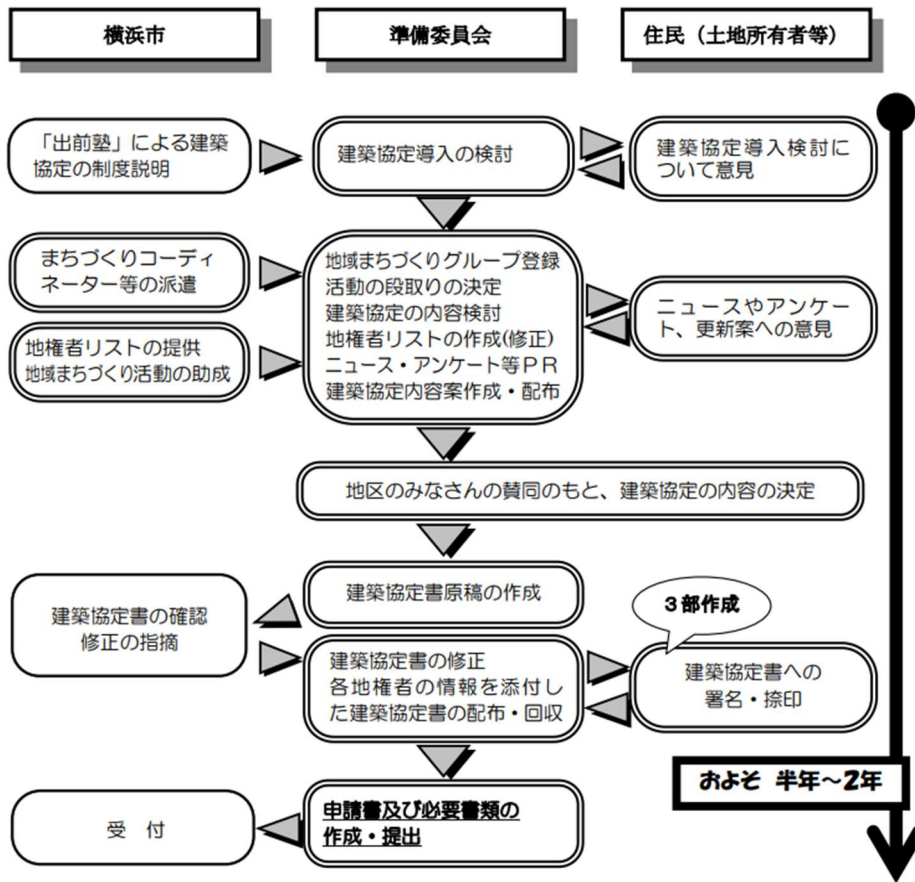 横浜市
準備委員会
住民（土地所有者等）
「出前塾」による建築
協定の制度説明
建築協定導入の検討
建築協定導入検討に
ついて意見
まちづくりコーディ
ネーター等の派遣
地権者リストの提供
地域まちづくり活動の助成
地域まちづくりグループ登録
活動の段取りの決定
建築協定の内容検討
地権者リストの作成(修正)
ニュース・アンケート等ＰＲ
建築協定内容案作成・配布
ニュースやアンケー
ト、更新案への意見
地区のみなさんの賛同のもと、建築協定の内容の決定
建築協定書原稿の作成
建築協定書の確認
修正の指摘
３部作成
建築協定書の修正
各地権者の情報を添付し
た建築協定書の配布・回収
建築協定書への
署名・捺印
およそ 半年～2年
申請書及び必要書類の
作成・提出
受 付